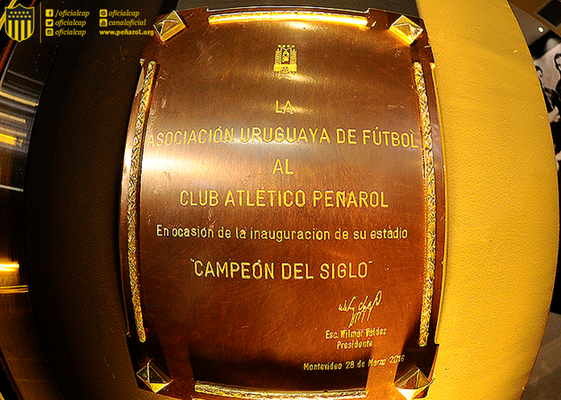 /oficialcap
/oficialcap
/oficialcap
@oficialcap
canaloficial
www.peñarol.org
LA
ASOCIACIÓN URUGUAYA DE FÚTBOL
AL
CLUB ATLÉTICO PEÑAROL
En ocasión de la inauguracion de su estadio
"CAMPEÓN DEL SIGLO"
Esc. Wilmar Valdez
Presidente
Montevideo 28 de Marzo 2016